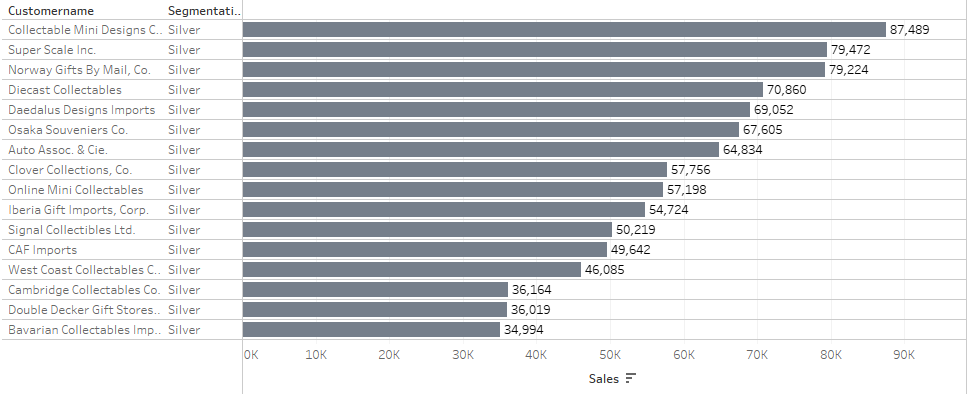 Customername Segmentati..
Collectable Mini Designs C.. Silver 87,489
Super Scale Inc. Silver 79,472
Norway Gifts By Mail, Co. Silver 79,224
Diecast Collectables Silver 70,860
Daedalus Designs Imports Silver 69,052
Osaka Souveniers Co. Silver 67,605
Auto Assoc. & Cie. Silver 64,834
Clover Collections, Co. Silver 57,756
Online Mini Collectables Silver 57,198
Iberia Gift Imports, Corp. Silver 54,724
Signal Collectibles Ltd. Silver 50,219
CAF Imports Silver 49,642
West Coast Collectables C.. Silver 46,085
Cambridge Collectables Co. Silver 36,164
Double Decker Gift Stores.. Silver 36,019
Bavarian Collectables Imp.. Silver 34,994
0K 10K 20K 30K 40K 50K 60K 70K 80K 90K
Sales